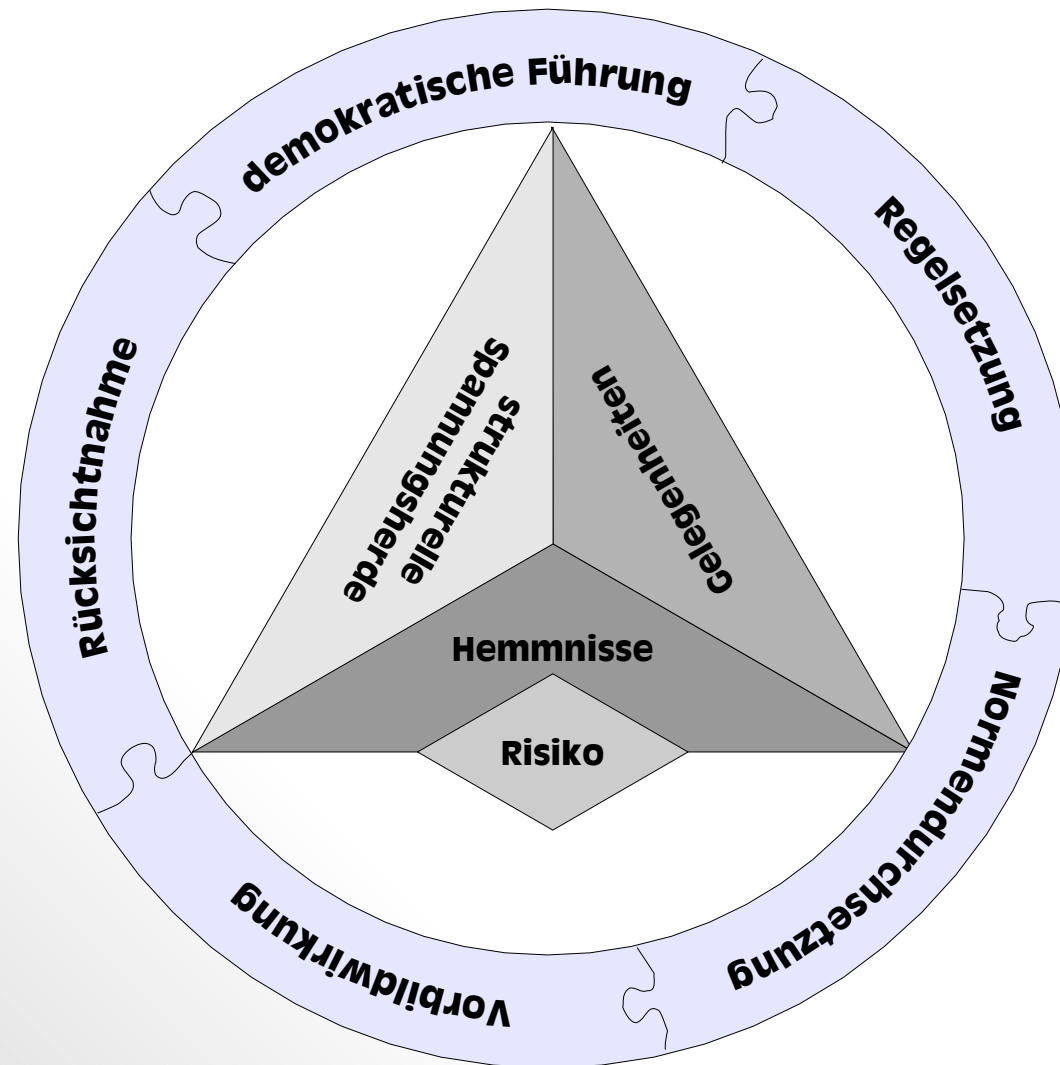 demokratische Führung
Regelsetzung
Normendurchsetzung
Vorbildwirkung
Rücksichtnahme
strukturelle
Spannungsherde
Gelegenheiten
Hemmnisse
Risiko